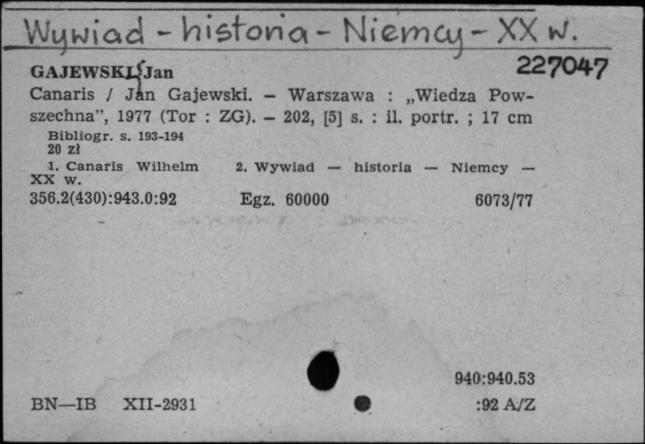 Wywiad - historia - Niemcy - XX w.
227047
GAJEWSKI, Jan
Canaris / Jan Gajewski. — Warszawa : „Wiedza Pow-
szechna”, 1977 (Tor : ZG). — 202, [5] s. : il. portr. ; 17 cm
Bibliogr. s. 193-194
20 zł
1. Canaris Wilhelm 2. Wywiad — historia — Niemcy —
XX w.
356.2(430):943.0:92 Egz. 60000 6073/77
940:940.53
BN—IB XII-2931 :92 A/Z